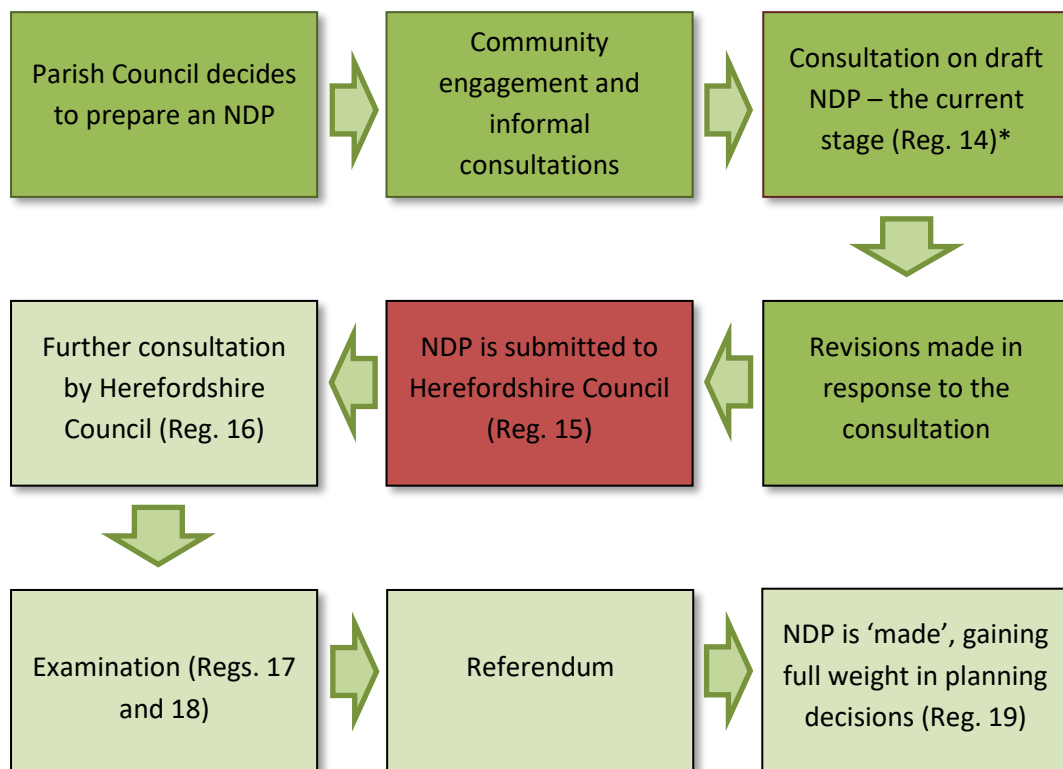 Parish Council decides
to prepare an NDP
Community
engagement and
informal
consultations
Consultation on draft
NDP – the current
stage (Reg. 14)*
Revisions made in
response to the
consultation
NDP is submitted to
Herefordshire Council
(Reg. 15)
Further consultation
by Herefordshire
Council (Reg. 16)
Examination (Regs. 17
and 18)
Referendum
NDP is ‘made’, gaining
full weight in planning
decisions (Reg. 19)